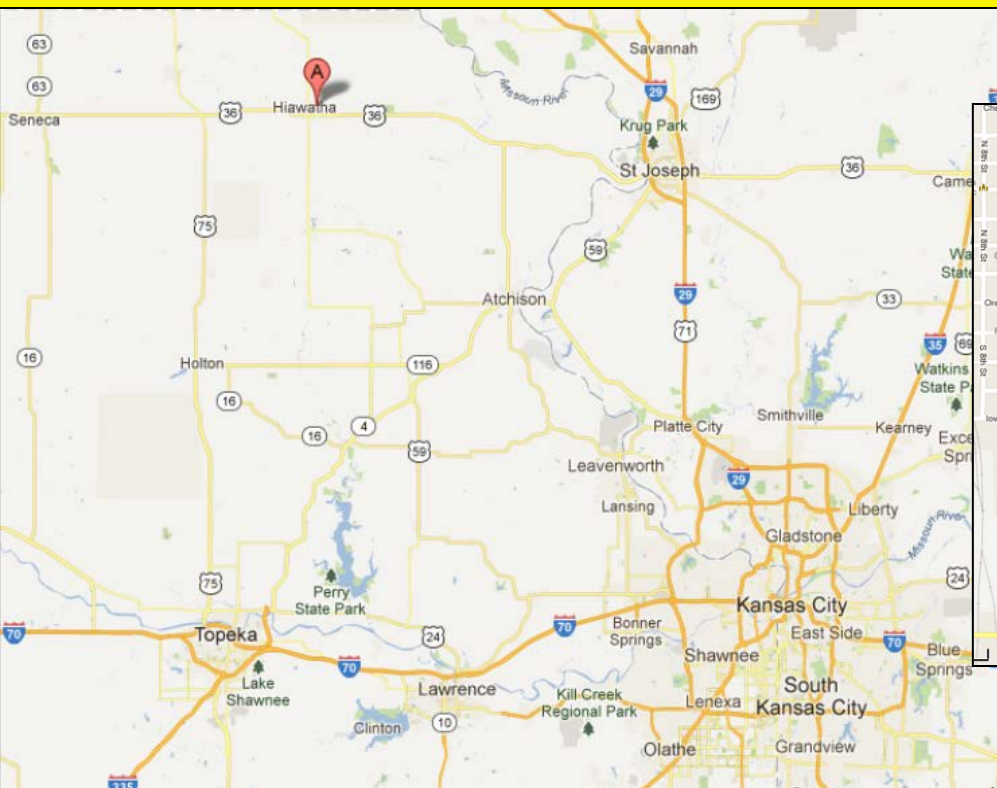 63
Savannah
63
A
Missouri River
29
169
Hiawatha
36
36
Seneca
Krug Park
St Joseph
36
N 8th St
75
59
N 8th St
State
Atchison
29
33
71
16
Holton
116
35
69
S 8th St
Watkins
State
16
Smithville
4
Platte City
Kearney
16
59
Leavenworth
29
Lansing
Liberty
Gladstone
Missouri River
75
Perry
State Park
24
Kansas City
70
Topeka
24
70
Bonner
Springs
East Side
70
Shawnee
Blue
Springs
70
Lake
Shawnee
Lawrence
Kill Creek
Regional Park
Lenexa
South
Kansas City
Clinton
10
Olathe
Grandview
335